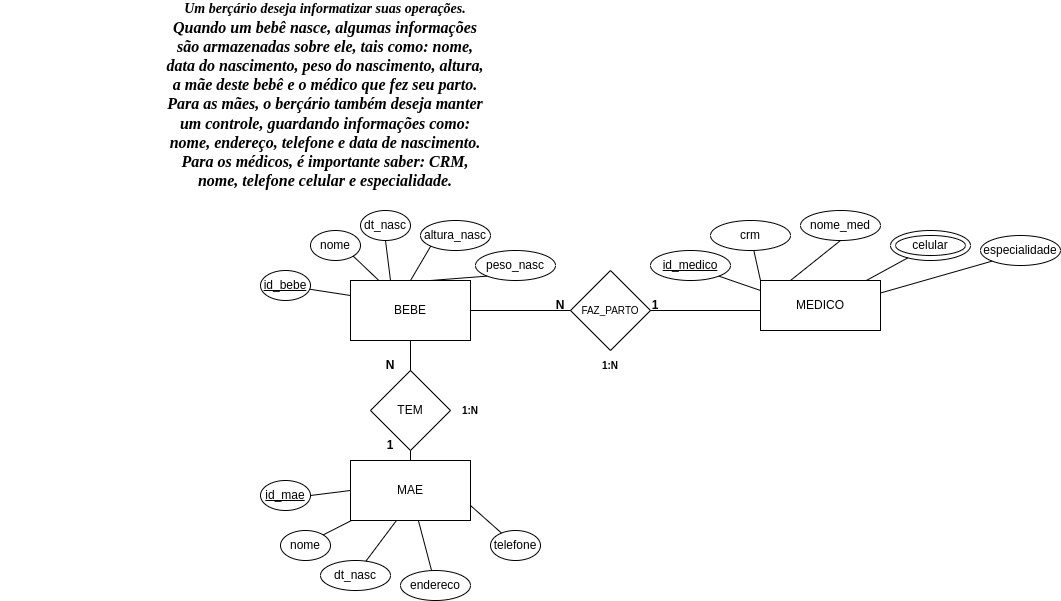 Um berçário deseja informatizar suas operações.
Quando um bebê nasce, algumas informações
são armazenadas sobre ele, tais como: nome,
data do nascimento, peso do nascimento, altura,
a mãe deste bebê e o médico que fez seu parto.
Para as mães, o berçário também deseja manter
um controle, guardando informações como:
nome, endereço, telefone e data de nascimento.
Para os médicos, é importante saber: CRM,
nome, telefone celular e especialidade.
dt_nasc
nome
altura_nasc
peso_nasc
id_bebe
BEBE
nome_med
crm
celular
especialidade
id_medico
MEDICO
N
FAZ_PARTO
1
1:N
N
TEM
1:N
1
MAE
id_mae
nome
telefone
dt_nasc
endereco